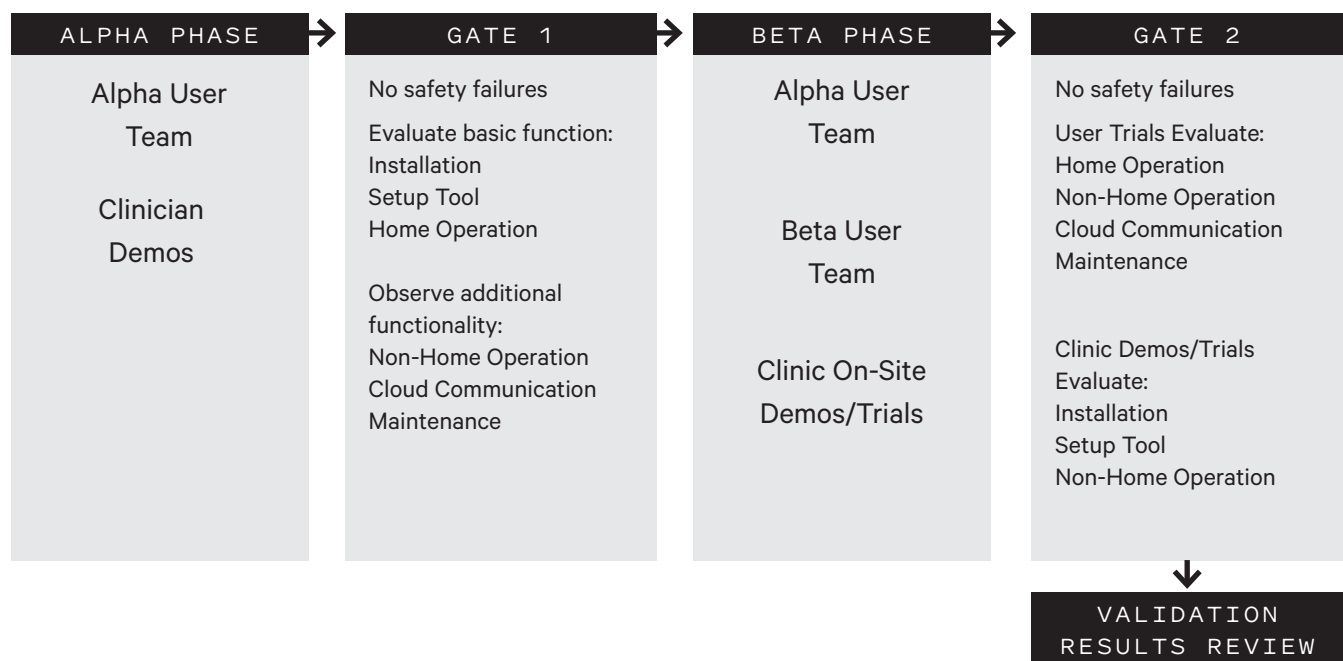 ALPHA PHASE
Alpha User
Team
Clinician
Demos
GATE 1
No safety failures
Evaluate basic function:
Installation
Setup Tool
Home Operation
Observe additional
functionality:
Non-Home Operation
Cloud Communication
Maintenance
BETA PHASE
Alpha User
Team
Beta User
Team
Clinic On-Site
Demos/Trials
GATE 2
No safety failures
User Trials Evaluate:
Home Operation
Non-Home Operation
Cloud Communication
Maintenance
Clinic Demos/Trials
Evaluate:
Installation
Setup Tool
Non-Home Operation
VALIDATION
RESULTS REVIEW